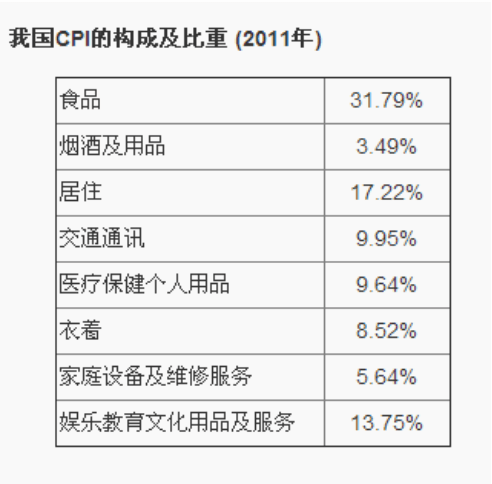 我国CPI的构成及比重 (2011年)
食品 31.79%
烟酒及用品 3.49%
居住 17.22%
交通通讯 9.95%
医疗保健个人用品 9.64%
衣着 8.52%
家庭设备及维修服务 5.64%
娱乐教育文化用品及服务 13.75%